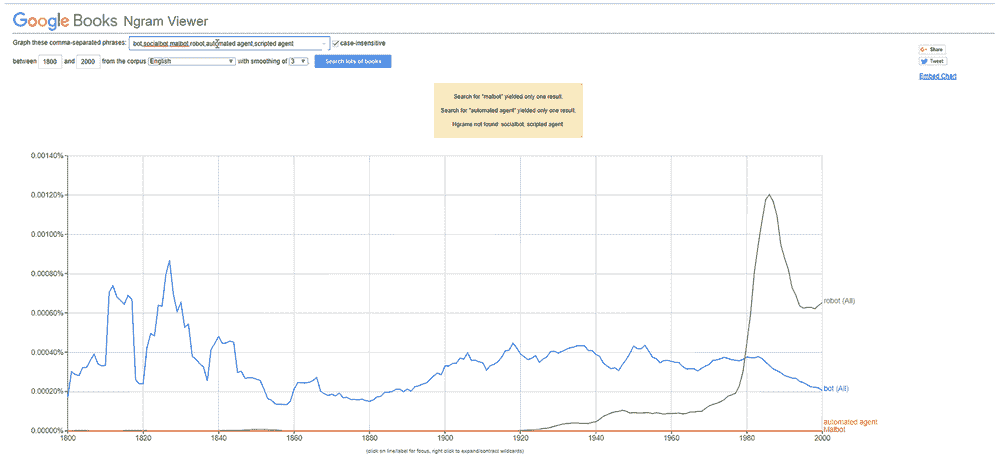 Google Books Ngram Viewer
Graph these comma-separated phrases: bot,socialbot,malbot,robot,automated agent,scripted agent case-insensitive
between 1800 and 2000 from the corpus English with smoothing of 3 Search lots of books
Share
Tweet
Embed Chart
Search for "malbot" yielded only one result.
Search for "automated agent" yielded only one result.
Ngrams not found: socialbot, scripted agent
0.00140%
0.00120%
0.00100%
0.00080%
0.00060%
0.00040%
0.00020%
0.00000%
robot (All)
bot (All)
automated agent
Malbot
1800 1820 1840 1860 1880 1900 1920 1940 1960 1980 2000
(click on line/label for focus, right click to expand/contract wildcards)